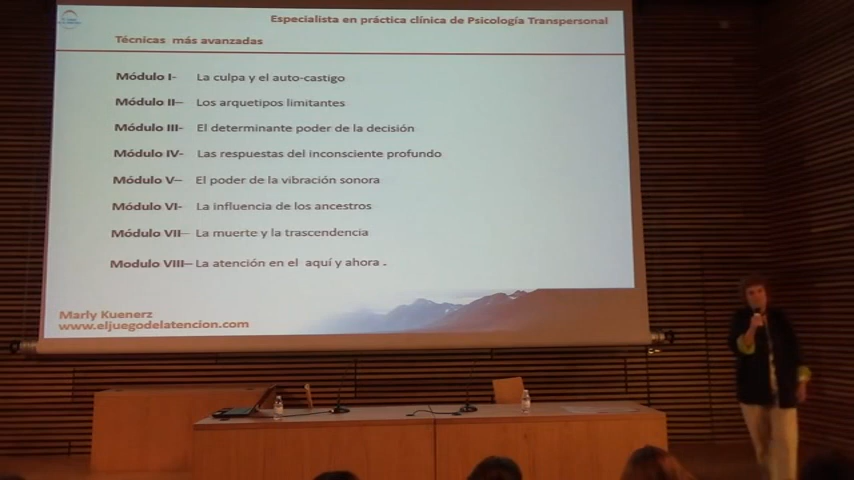 Especialista en práctica clínica de Psicología Transpersonal
Técnicas más avanzadas
Módulo I- La culpa y el auto-castigo
Módulo II- Los arquetipos limitantes
Módulo III- El determinante poder de la decisión
Módulo IV- Las respuestas del inconsciente profundo
Módulo V- El poder de la vibración sonora
Módulo VI- La influencia de los ancestros
Módulo VII- La muerte y la trascendencia
Modulo VIII- La atención en el aquí y ahora .
Marly Kuenerz
www.eljuegodelatencion.com